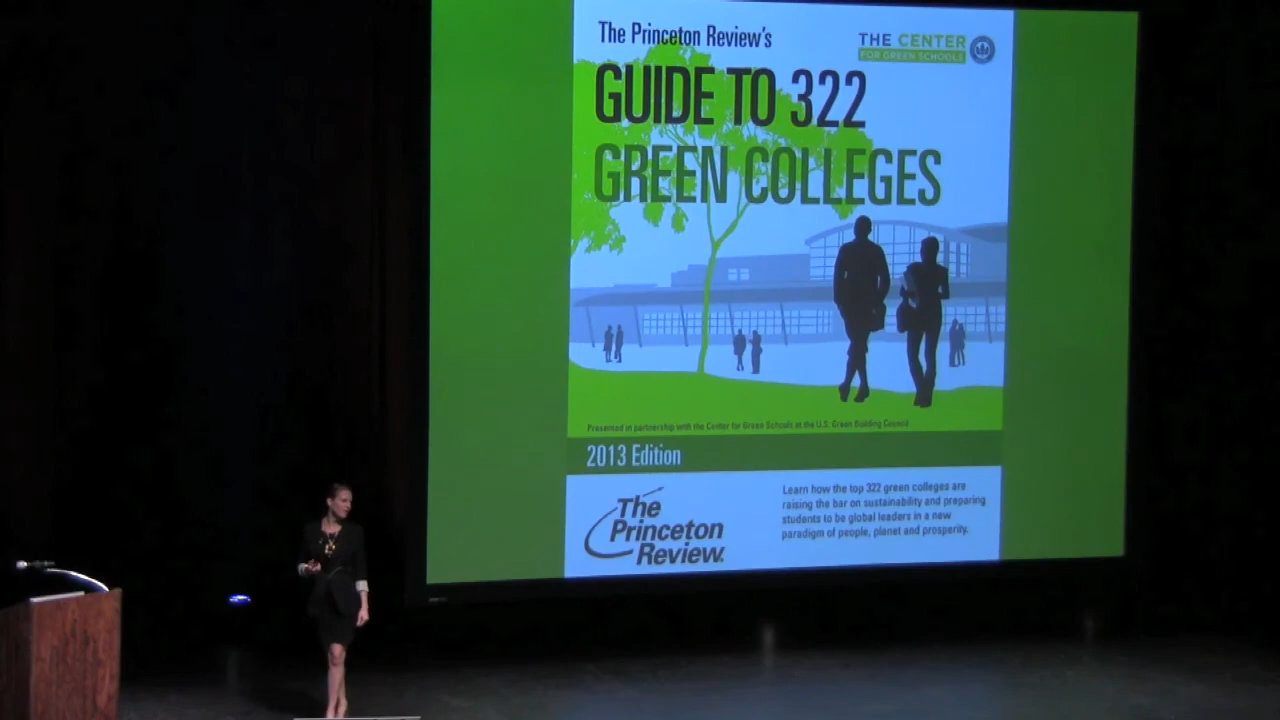 The Princeton Review's
THE CENTER
FOR GREEN SCHOOLS
GUIDE TO 322
GREEN COLLEGES
Presented in partnership with the Center for Green Schools at the U.S. Green Building Council
2013 Edition
The
Princeton
Review.
Learn how the top 322 green colleges are
raising the bar on sustainability and preparing
students to be global leaders in a new
paradigm of people, planet and prosperity.